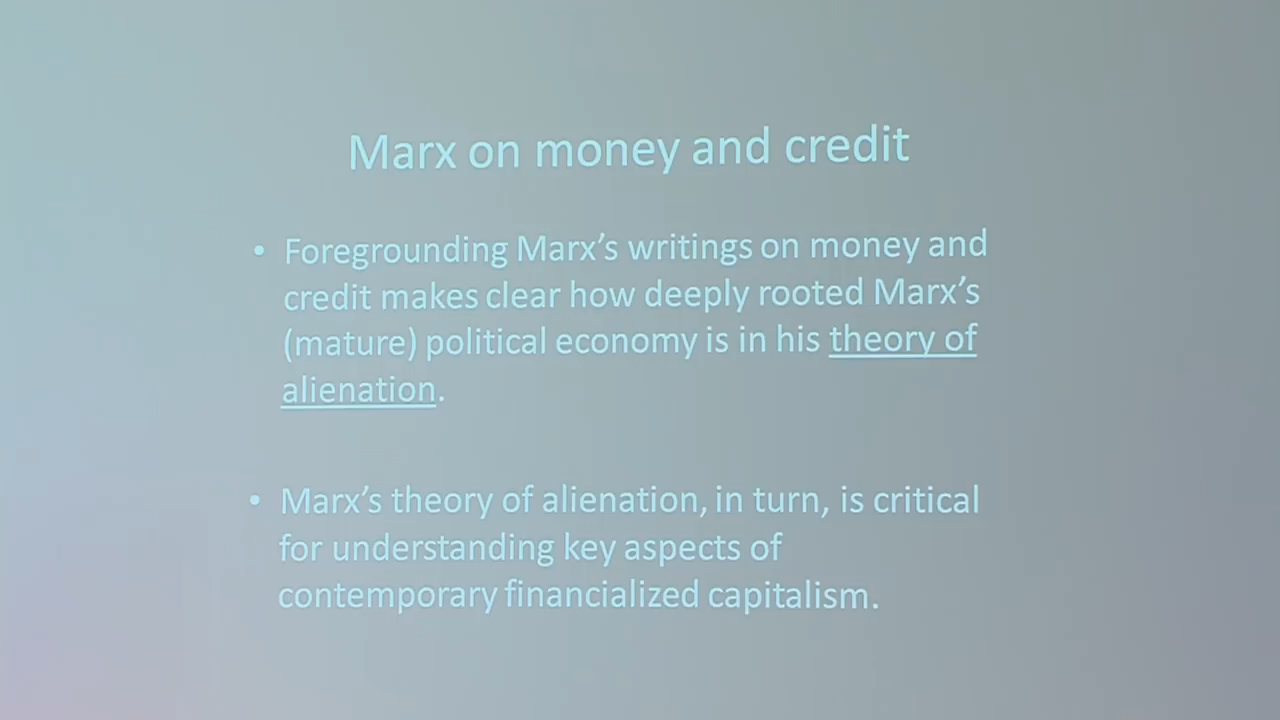 Marx on money and credit
• Foregrounding Marx’s writings on money and
credit makes clear how deeply rooted Marx’s
(mature) political economy is in his theory of
alienation.
• Marx’s theory of alienation, in turn, is critical
for understanding key aspects of
contemporary financialized capitalism.